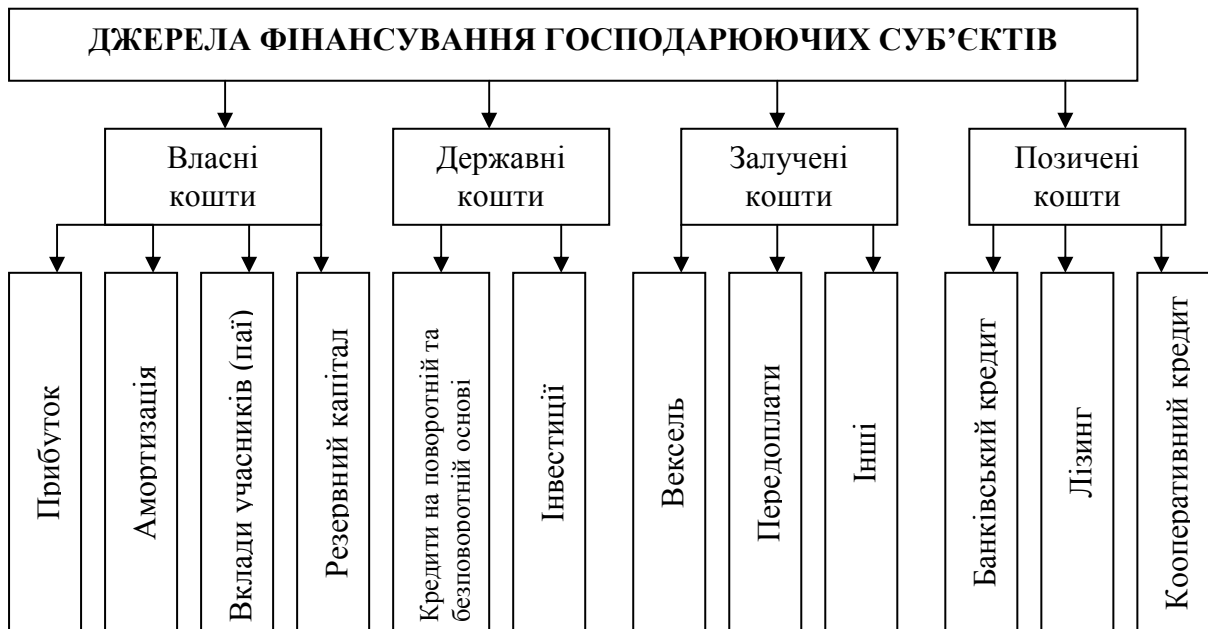 ДЖЕРЕЛА ФІНАНСУВАННЯ ГОСПОДАРЮЮЧИХ СУБ’ЄКТІВ
Власні
кошти
Державні
кошти
Залучені
кошти
Позичені
кошти
Прибуток
Амортизація
Вклади учасників (паї)
Резервний капітал
Кредити на поворотній та
безповоротній основі
Інвестиції
Вексель
Передоплати
Інші
Банківський кредит
Лізинг
Кооперативний кредит